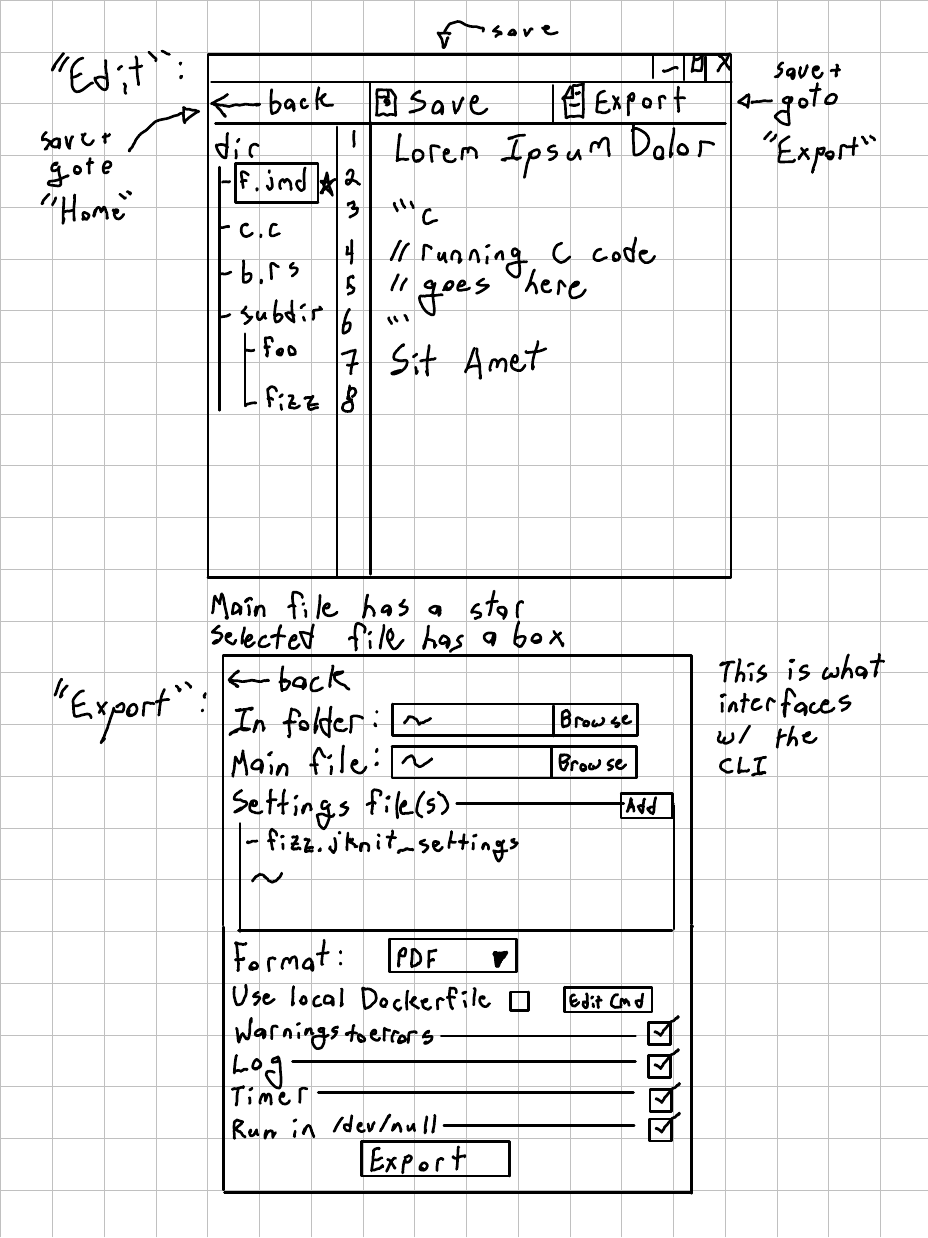 save
"Edit":
- □ X
← back
Save
Export
save +
goto
"Export"
save +
gote
"Home"
dir
f.jmd ★
c.c
b.rs
subdir
foo
fizz
1 Lorem Ipsum Dolor
2
3 ```c
4 // running C code
5 // goes here
6 ```
7 Sit Amet
8
Main file has a star
Selected file has a box
"Export":
← back
In folder: ~ Browse
Main file: ~ Browse
Settings file(s) Add
- fizz.jknit_settings
~
Format: PDF ▼
Use local Dockerfile Edit Cmd
Warnings to errors
Log
Timer
Run in /dev/null
Export
This is what
interfaces
w/ the
CLI